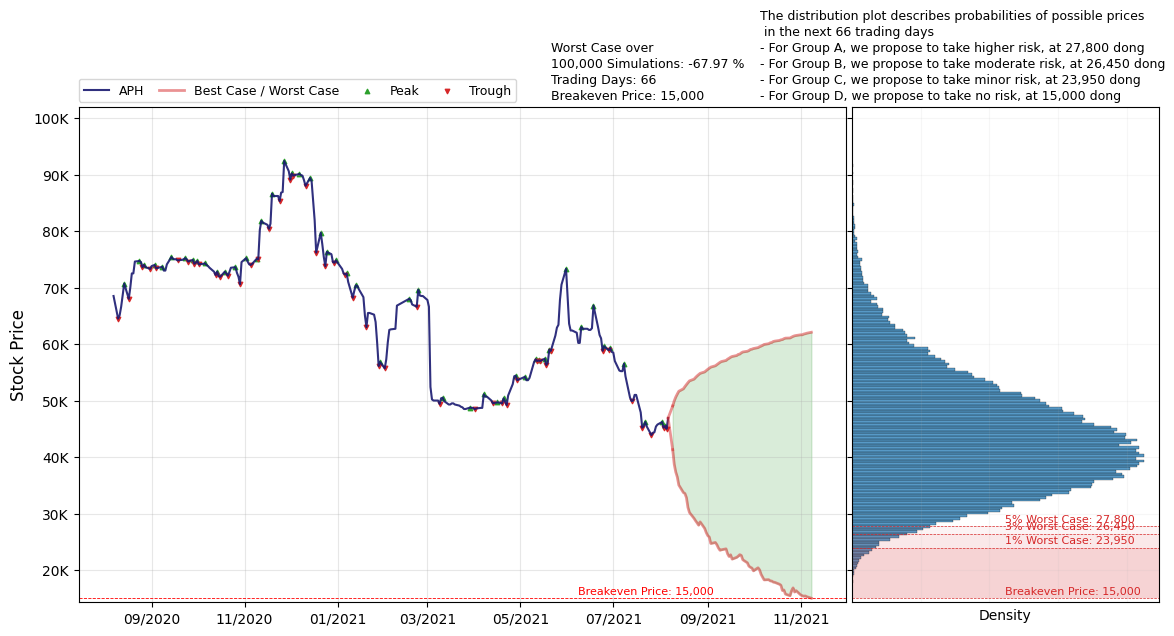 The distribution plot describes probabilities of possible prices
in the next 66 trading days
- For Group A, we propose to take higher risk, at 27,800 dong
- For Group B, we propose to take moderate risk, at 26,450 dong
- For Group C, we propose to take minor risk, at 23,950 dong
- For Group D, we propose to take no risk, at 15,000 dong
Worst Case over
100,000 Simulations: -67.97 %
Trading Days: 66
Breakeven Price: 15,000
APH
Best Case / Worst Case
Peak
Trough
Stock Price
100K
90K
80K
70K
60K
50K
40K
30K
20K
Breakeven Price: 15,000
09/2020
11/2020
01/2021
03/2021
05/2021
07/2021
09/2021
11/2021
5% Worst Case: 27,800
3% Worst Case: 26,450
1% Worst Case: 23,950
Breakeven Price: 15,000
Density